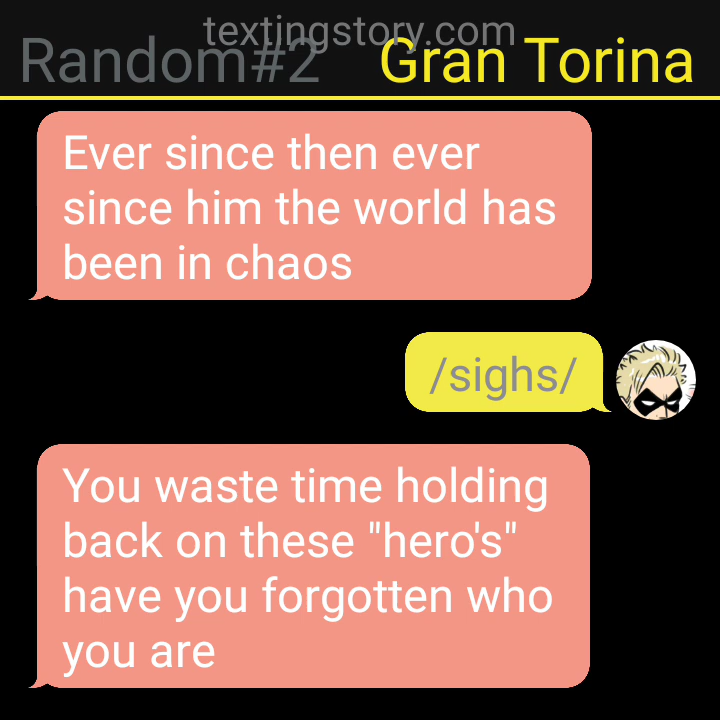 textingstory.com
Random#2 Gran Torina
Ever since then ever
since him the world has
been in chaos
/sighs/
You waste time holding
back on these "hero's"
have you forgotten who
you are